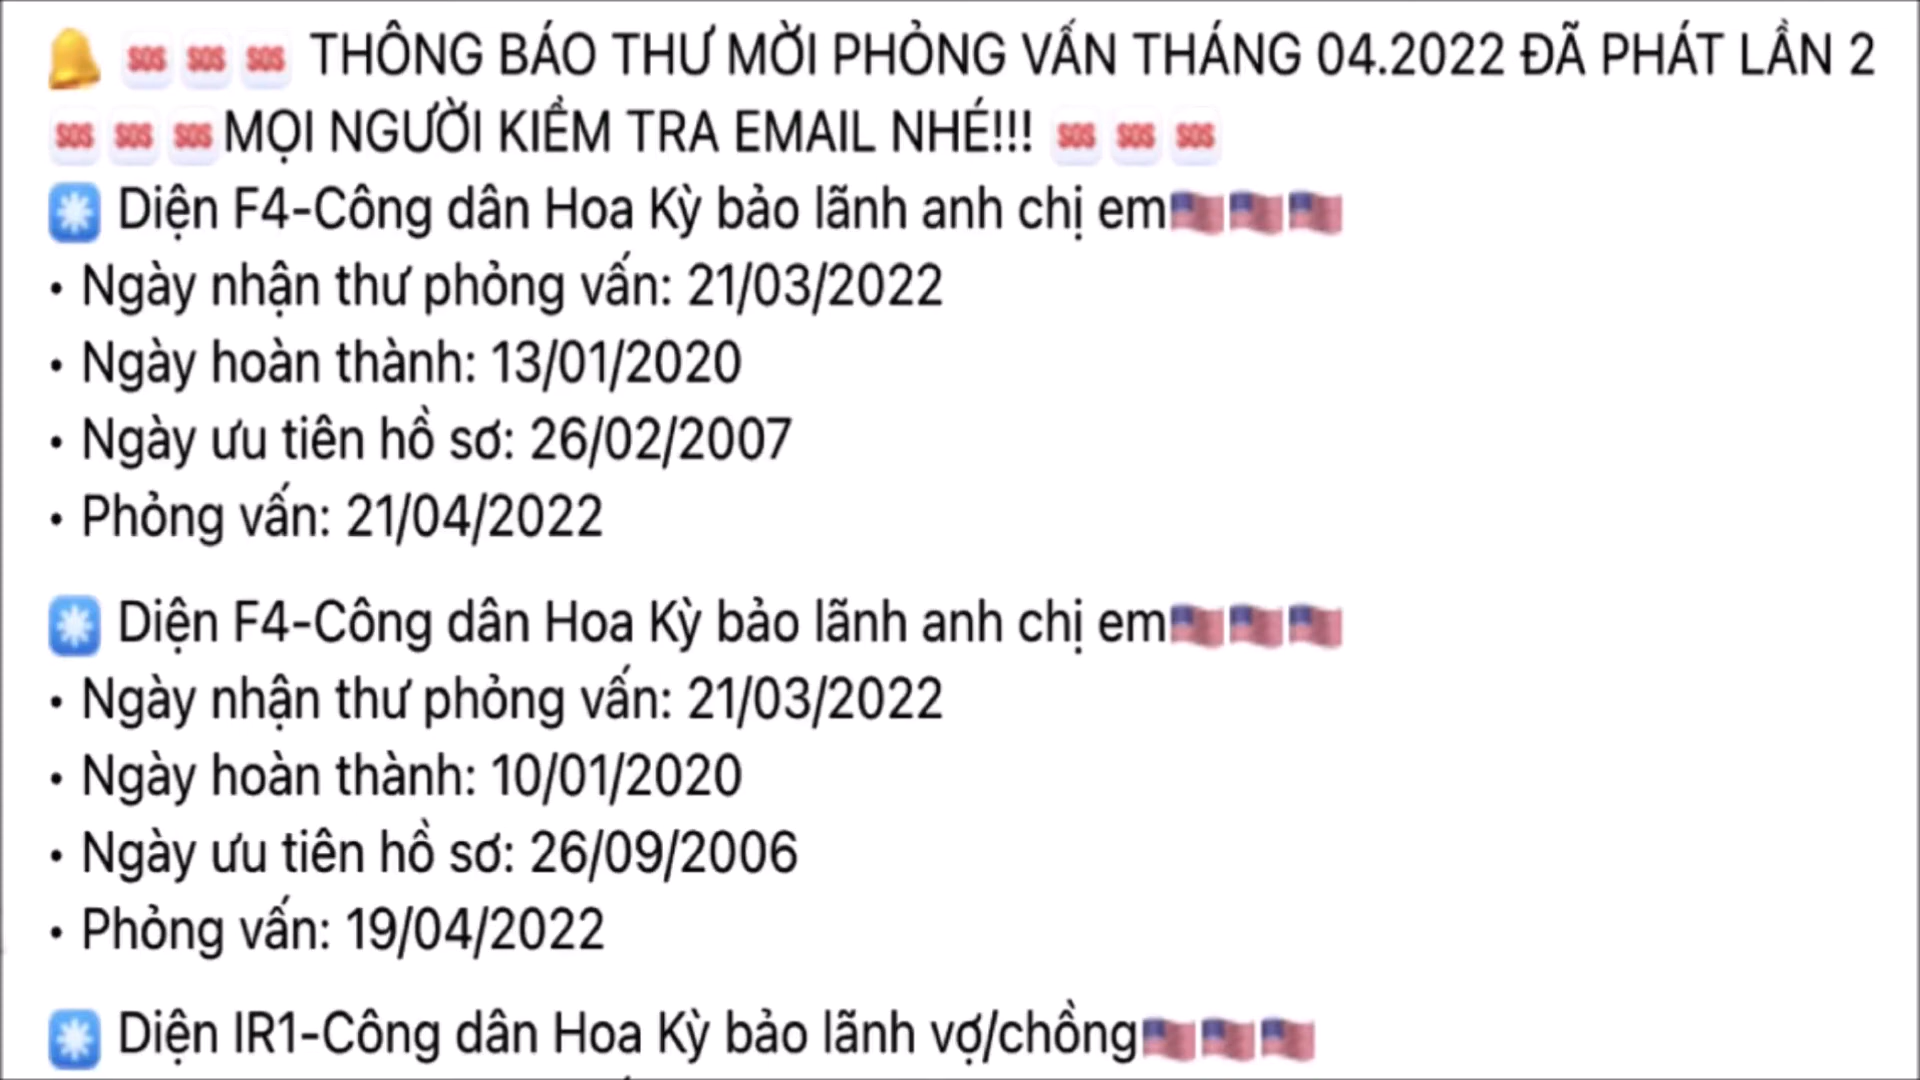 🔔 🆘🆘🆘 THÔNG BÁO THƯ MỜI PHỎNG VẤN THÁNG 04.2022 ĐÃ PHÁT LẦN 2
🆘🆘🆘MỌI NGƯỜI KIỂM TRA EMAIL NHÉ!!! 🆘🆘🆘
✳️ Diện F4-Công dân Hoa Kỳ bảo lãnh anh chị em🇺🇸🇺🇸🇺🇸
• Ngày nhận thư phỏng vấn: 21/03/2022
• Ngày hoàn thành: 13/01/2020
• Ngày ưu tiên hồ sơ: 26/02/2007
• Phỏng vấn: 21/04/2022
✳️ Diện F4-Công dân Hoa Kỳ bảo lãnh anh chị em🇺🇸🇺🇸🇺🇸
• Ngày nhận thư phỏng vấn: 21/03/2022
• Ngày hoàn thành: 10/01/2020
• Ngày ưu tiên hồ sơ: 26/09/2006
• Phỏng vấn: 19/04/2022
✳️ Diện IR1-Công dân Hoa Kỳ bảo lãnh vợ/chồng🇺🇸🇺🇸🇺🇸